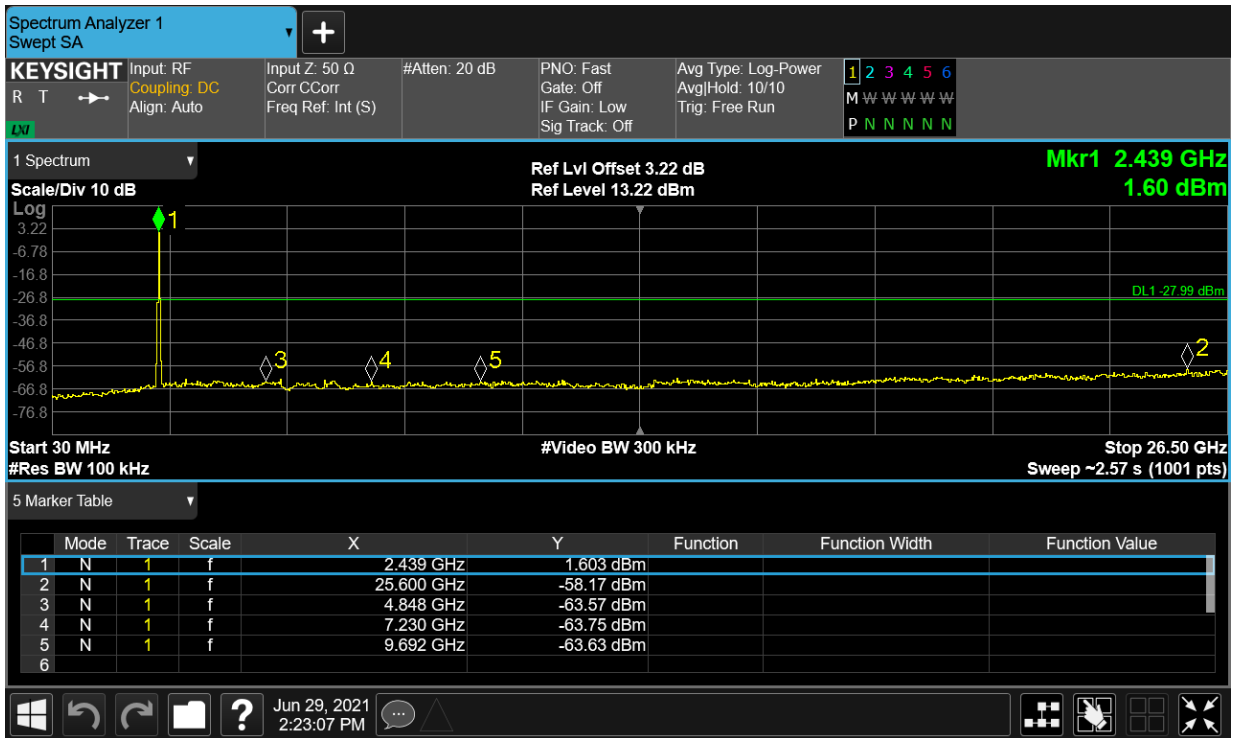 Spectrum Analyzer 1
Swept SA
+
KEYSIGHT
R T
LXI
Input: RF
Coupling: DC
Align: Auto
Input Z: 50 Ω
Corr CCorr
Freq Ref: Int (S)
#Atten: 20 dB
PNO: Fast
Gate: Off
IF Gain: Low
Sig Track: Off
Avg Type: Log-Power
Avg|Hold: 10/10
Trig: Free Run
1 2 3 4 5 6
M W W W W W
P N N N N N
1 Spectrum
Scale/Div 10 dB
Ref Lvl Offset 3.22 dB
Ref Level 13.22 dBm
Mkr1 2.439 GHz
1.60 dBm
Log
3.22
-6.78
-16.8
-26.8
-36.8
-46.8
-56.8
-66.8
-76.8
1
DL1 -27.99 dBm
3
4
5
2
Start 30 MHz
#Video BW 300 kHz
Stop 26.50 GHz
#Res BW 100 kHz
Sweep ~2.57 s (1001 pts)
5 Marker Table
Mode Trace Scale X Y Function Function Width Function Value
1 N 1 f 2.439 GHz 1.603 dBm
2 N 1 f 25.600 GHz -58.17 dBm
3 N 1 f 4.848 GHz -63.57 dBm
4 N 1 f 7.230 GHz -63.75 dBm
5 N 1 f 9.692 GHz -63.63 dBm
6
?
Jun 29, 2021
2:23:07 PM